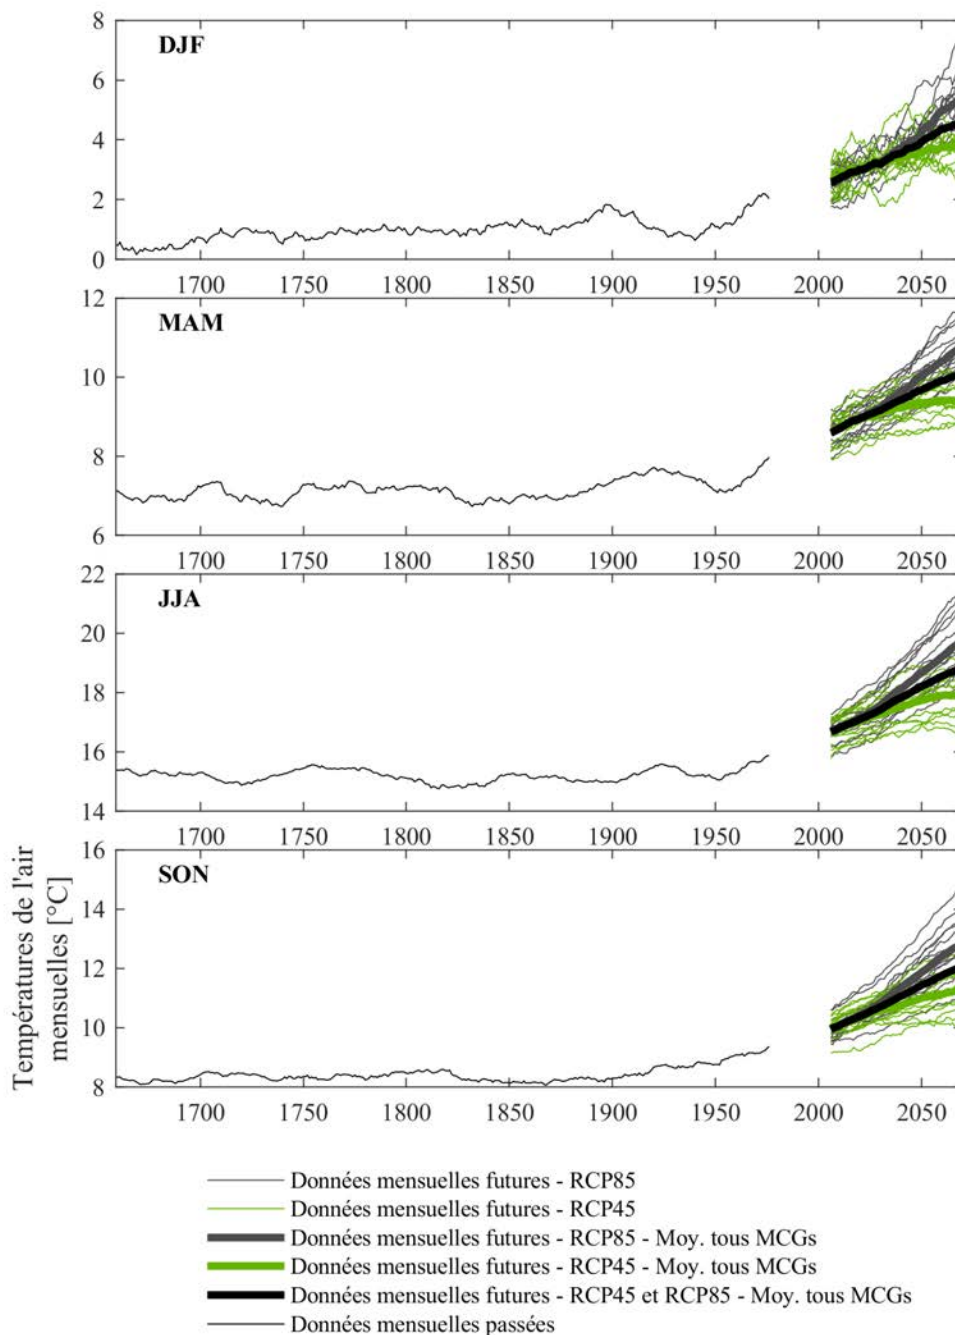 8
DJF
6
4
2
0
1700 1750 1800 1850 1900 1950 2000 2050
12
MAM
10
8
6
1700 1750 1800 1850 1900 1950 2000 2050
22
JJA
20
18
16
14
1700 1750 1800 1850 1900 1950 2000 2050
16
SON
14
12
10
8
1700 1750 1800 1850 1900 1950 2000 2050
Températures de l'air
mensuelles [°C]
Données mensuelles futures - RCP85
Données mensuelles futures - RCP45
Données mensuelles futures - RCP85 - Moy. tous MCGs
Données mensuelles futures - RCP45 - Moy. tous MCGs
Données mensuelles futures - RCP45 et RCP85 - Moy. tous MCGs
Données mensuelles passées